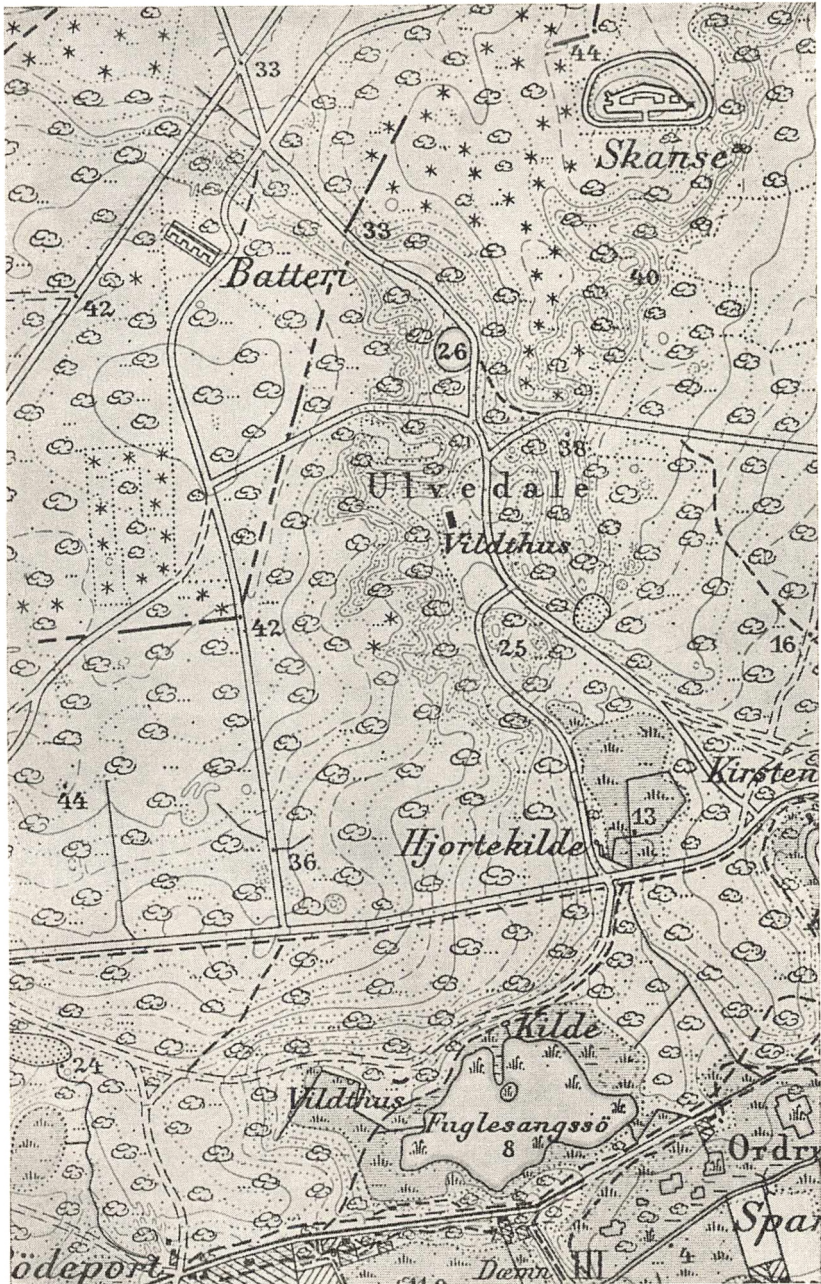 44
33
Skanse
33
Batteri
40
42
26
38
Ulvedale
Vildthus
42
16
25
Kirsten
44
13
Hjortekilde
36
Kilde
24
Vildthus
Fuglesangssö
8
Ordr
Spar
ödeport
4
Dæmn
III